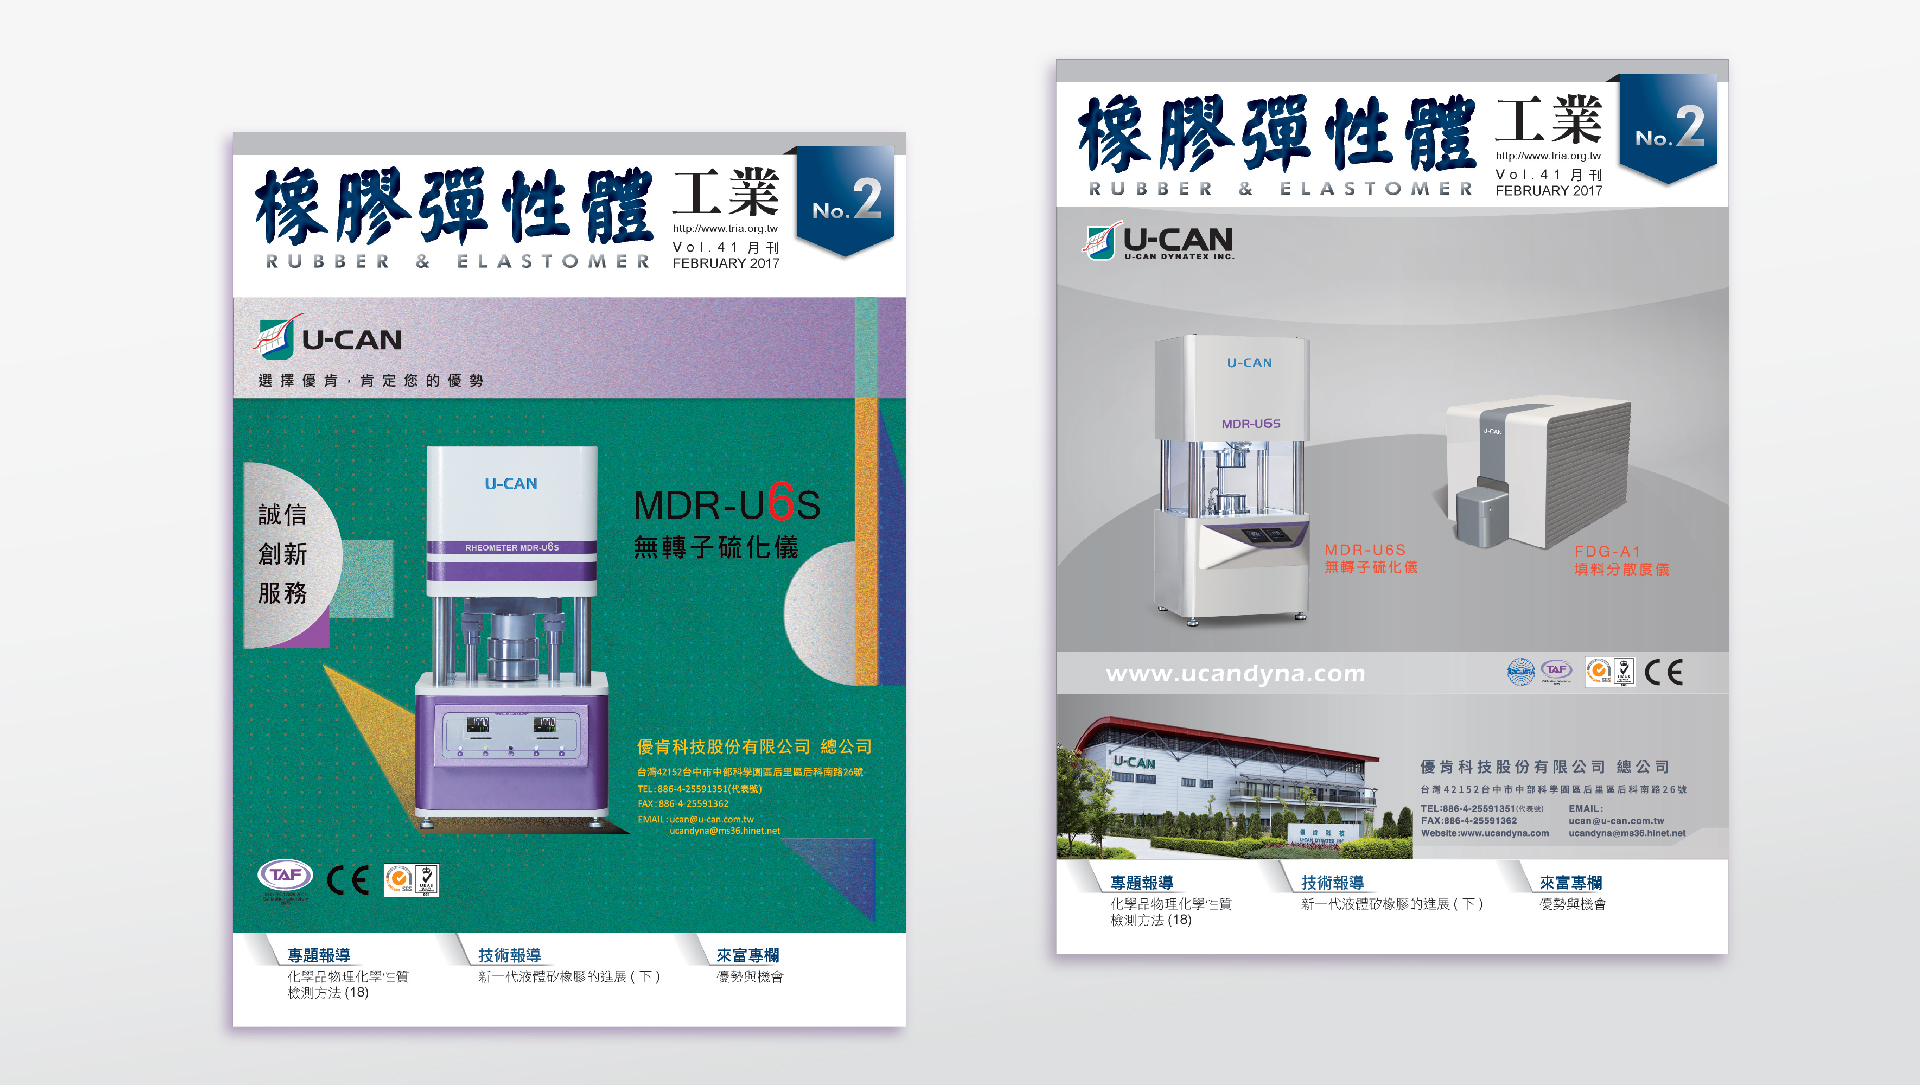 橡膠彈性體
工業
No.2
http://www.tria.org.tw
Vol.41月刊
RUBBER & ELASTOMER
FEBRUARY 2017
U-CAN
選擇優肯．肯定您的優勢
誠信
創新
服務
U-CAN
RHEOMETER MDR-U6S
MDR-U6S
無轉子硫化儀
優肯科技股份有限公司 總公司
台灣42152台中市中部科學園區后里區后科南路26號
TEL:886-4-25591351(代表號)
FAX:886-4-25591362
EMAIL:ucan@u-can.com.tw
ucandyna@ms36.hinet.net
TAF
CE
SGS
專題報導
化學品物理化學性質
檢測方法 (18)
技術報導
新一代液體矽橡膠的進展 ( 下 )
來富專欄
優勢與機會
橡膠彈性體
工業
No.2
http://www.tria.org.tw
Vol.41月刊
RUBBER & ELASTOMER
FEBRUARY 2017
U-CAN
U-CAN DYNATEX INC.
U-CAN
MDR-U6S
U-CAN
MDR-U6S
無轉子硫化儀
FDG-A1
填料分散度儀
www.ucandyna.com
TAF
CE
U-CAN
優肯科技股份有限公司 總公司
台灣42152台中市中部科學園區后里區后科南路26號
TEL:886-4-25591351(代表號)
FAX:886-4-25591362
Website:www.ucandyna.com
EMAIL:
ucan@u-can.com.tw
ucandyna@ms36.hinet.net
U-CAN DYNATEX INC.
專題報導
化學品物理化學性質
檢測方法 (18)
技術報導
新一代液體矽橡膠的進展 ( 下 )
來富專欄
優勢與機會